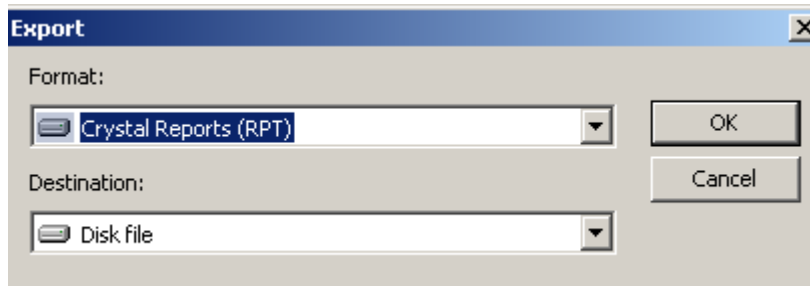 Export
Format:
Crystal Reports (RPT)
OK
Destination:
Cancel
Disk file